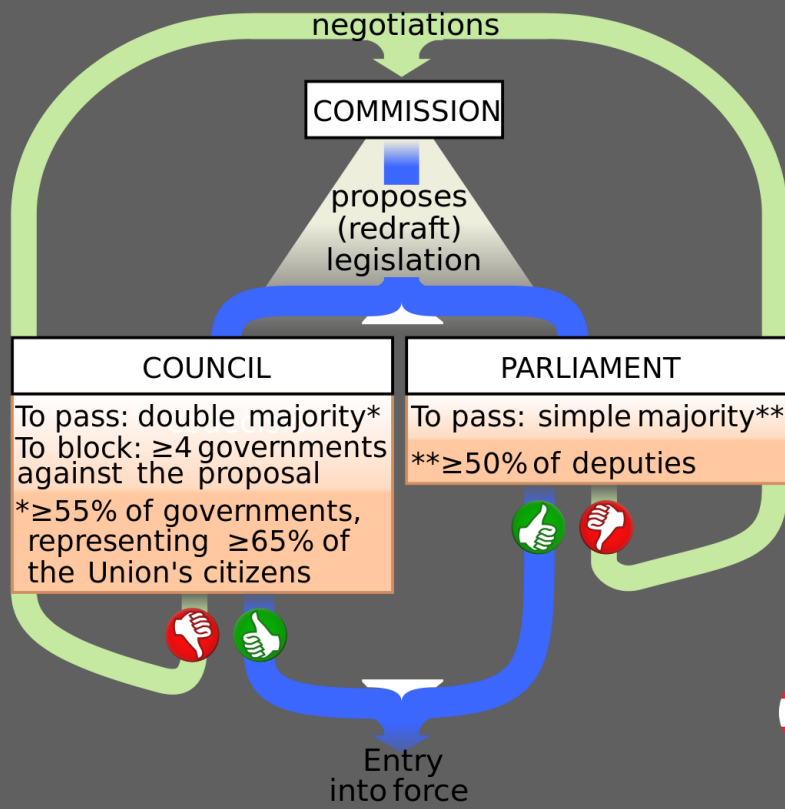 negotiations
COMMISSION
proposes
(redraft)
legislation
COUNCIL
To pass: double majority*
To block: ≥4 governments
against the proposal
*≥55% of governments,
representing ≥65% of
the Union's citizens
PARLIAMENT
To pass: simple majority**
**≥50% of deputies
Entry
into force